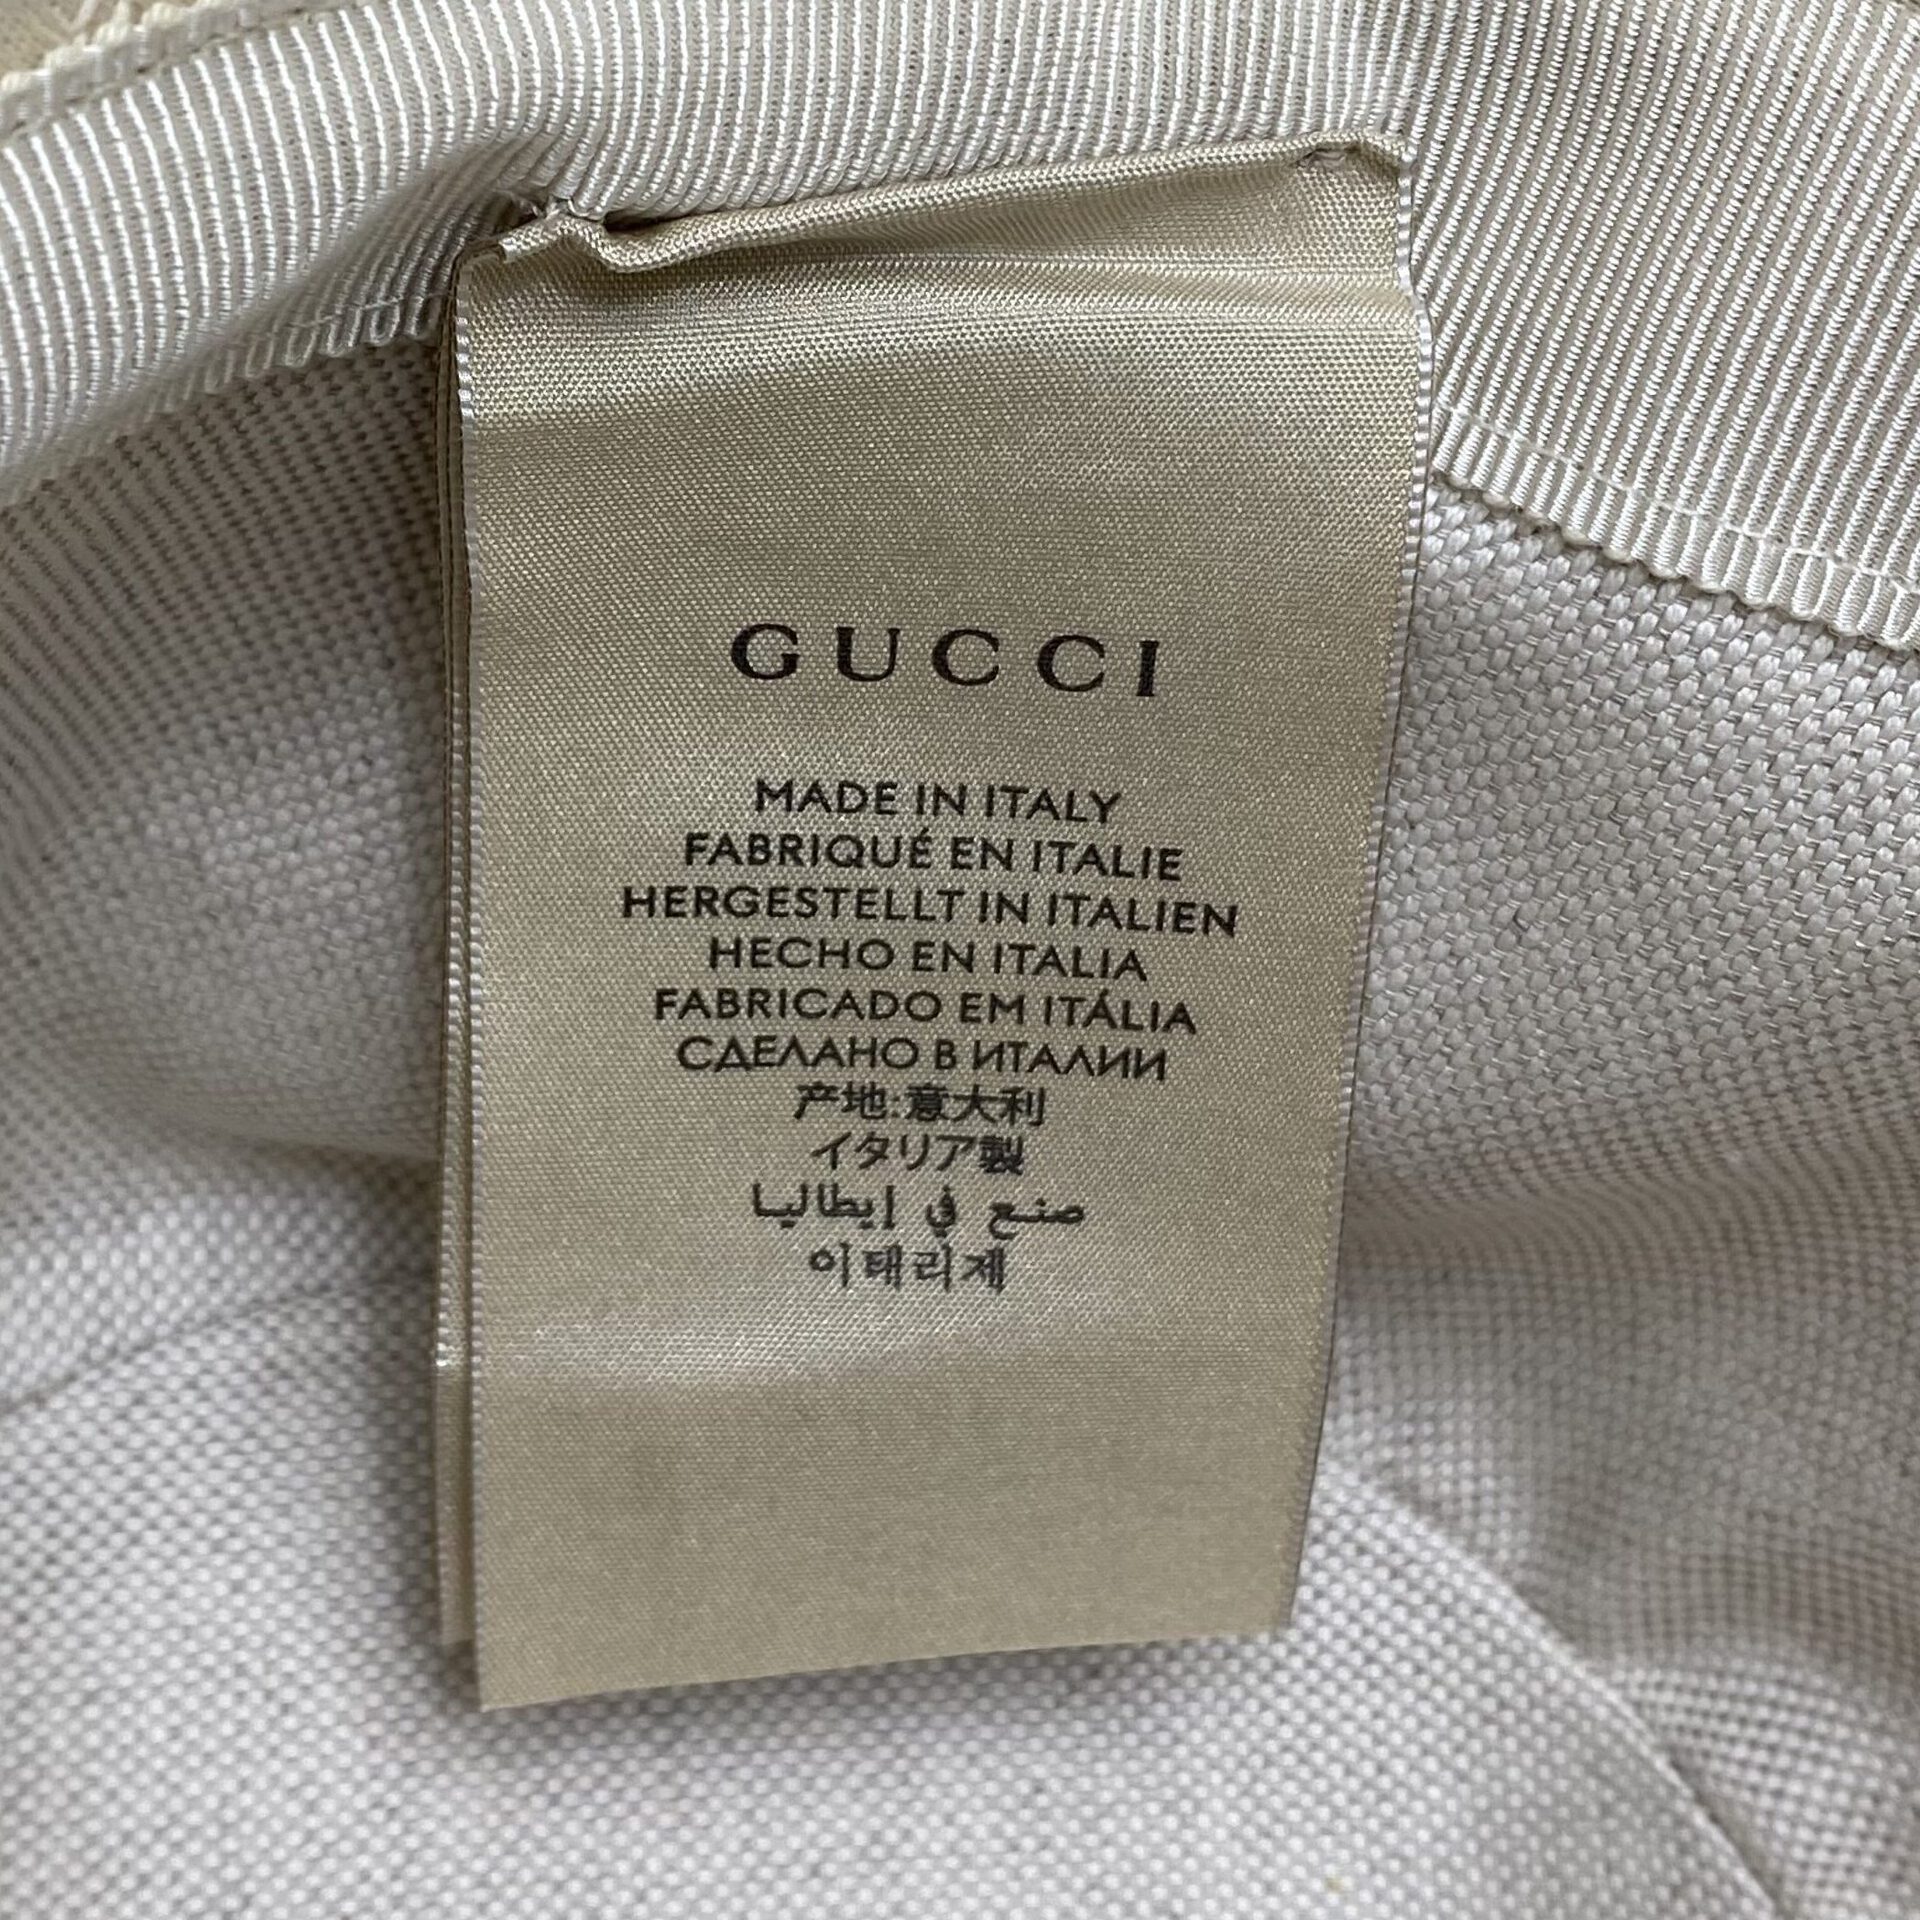 GUCCI
MADE IN ITALY
FABRIQUÉ EN ITALIE
HERGESTELLT IN ITALIEN
HECHO EN ITALIA
FABRICADO EM ITÁLIA
СДЕЛАНО В ИТАЛИИ
产地:意大利
イタリア製
صنع في إيطاليا
이태리제